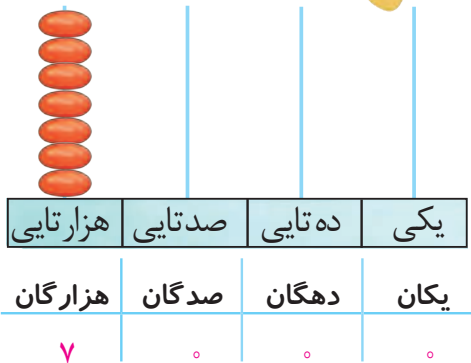 یکی ده تایی صدتایی هزارتایی
یکان دهگان صدگان هزارگان
۰ ۰ ۰ ۷